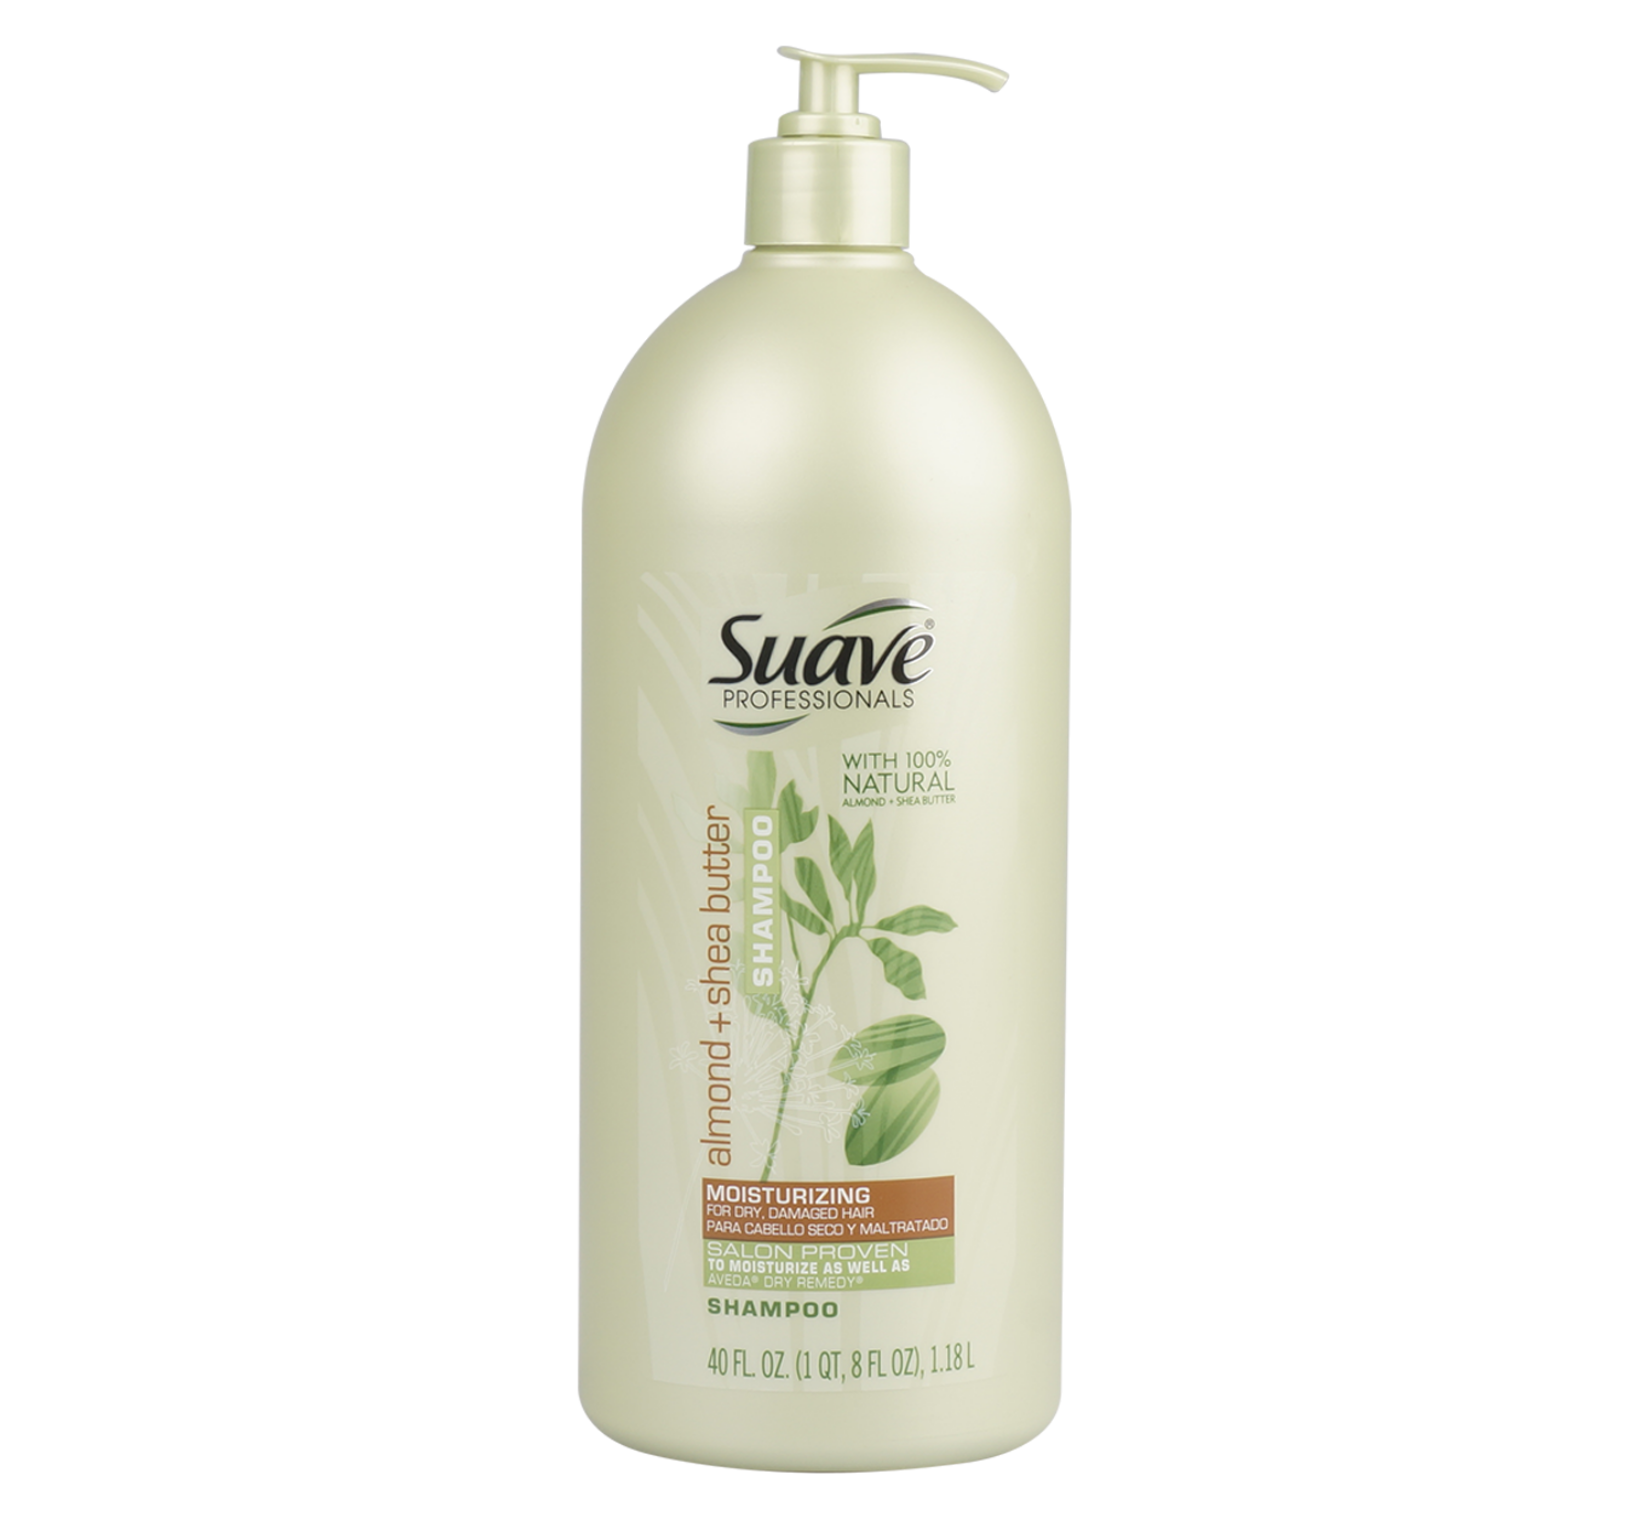 Suave®
PROFESSIONALS
WITH 100%
NATURAL
ALMOND + SHEA BUTTER
almond + shea butter
SHAMPOO
MOISTURIZING
FOR DRY, DAMAGED HAIR
PARA CABELLO SECO Y MALTRATADO
SALON PROVEN
TO MOISTURIZE AS WELL AS
AVEDA® DRY REMEDY®
SHAMPOO
40 FL. OZ. (1 QT, 8 FL OZ), 1.18 L